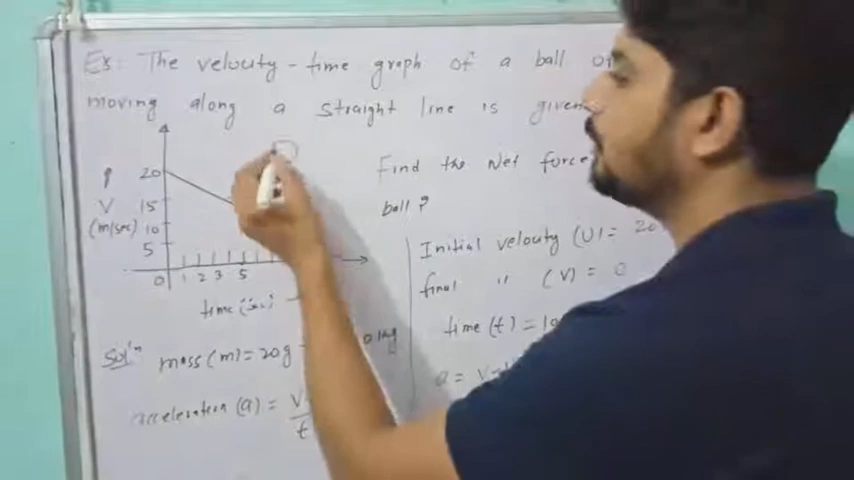 Ex: The velocity - time graph of a ball
moving along a straight line is given
Find the Net force
ball ?
20
V 15
(m/sec) 10
5
0 1 2 3 5
time (sec) →
Initial velocity (U) = 20
final " (V) = 0
time (t) = 10
a =
Sol'n
mass (m) = 20g
acceleration (a) = V
t